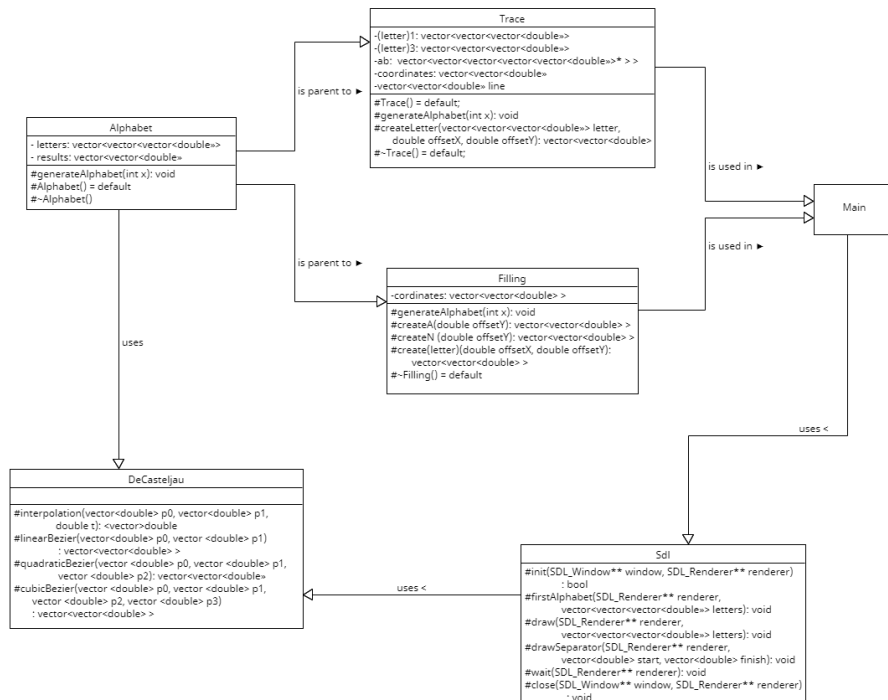 Trace
-(letter)1: vector<vector<vector<double»>
-(letter)3: vector<vector<vector<double»>
-ab: vector<vector<vector<vector<vector<double»>* > >
-coordinates: vector<vector<double»
-vector<vector<double» line
#Trace() = default;
#generateAlphabet(int x): void
#createLetter(vector<vector<vector<double»> letter,
double offsetX, double offsetY): vector<vector<double>
#~Trace() = default;
is parent to ►
Alphabet
- letters: vector<vector<vector<double»>
- results: vector<vector<double»
#generateAlphabet(int x): void
#Alphabet() = default
#~Alphabet()
is used in ►
Main
is used in ►
is parent to ►
Filling
-cordinates: vector<vector<double> >
#generateAlphabet(int x): void
#createA(double offsetY): vector<vector<double> >
#createN (double offsetY): vector<vector<double> >
#create(letter)(double offsetX, double offsetY):
vector<vector<double> >
#~Filling() = default
uses
uses <
DeCasteljau
#interpolation(vector<double> p0, vector<double> p1,
double t): <vector>double
#linearBezier(vector<double> p0, vector <double> p1)
: vector<vector<double> >
#quadraticBezier(vector <double> p0, vector <double> p1,
vector <double> p2): vector<vector<double»
#cubicBezier(vector <double> p0, vector <double> p1,
vector <double> p2, vector <double> p3)
: vector<vector<double> >
uses <
Sdl
#init(SDL_Window** window, SDL_Renderer** renderer)
: bool
#firstAlphabet(SDL_Renderer** renderer,
vector<vector<vector<double»> letters): void
#draw(SDL_Renderer** renderer,
vector<vector<vector<double»> letters): void
#drawSeparator(SDL_Renderer** renderer,
vector<double> start, vector<double> finish): void
#wait(SDL_Renderer** renderer): void
#close(SDL_Window** window, SDL_Renderer** renderer)
: void